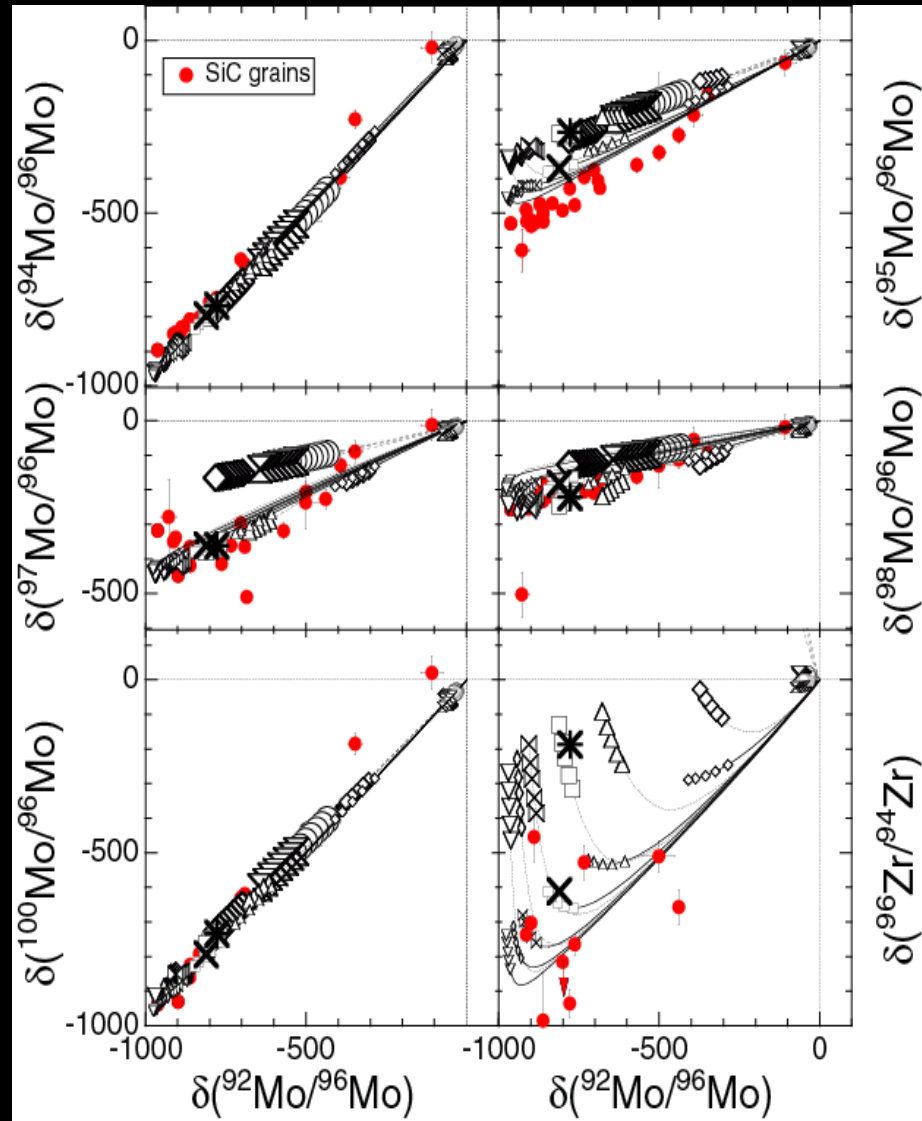 0
SiC grains
-500
-1000
δ(⁹⁴Mo/⁹⁶Mo)
δ(⁹⁵Mo/⁹⁶Mo)
0
-500
δ(⁹⁷Mo/⁹⁶Mo)
δ(⁹⁸Mo/⁹⁶Mo)
0
-500
-1000
δ(¹⁰⁰Mo/⁹⁶Mo)
δ(⁹⁶Zr/⁹⁴Zr)
-1000 -500 -1000 -500 0
δ(⁹²Mo/⁹⁶Mo) δ(⁹²Mo/⁹⁶Mo)